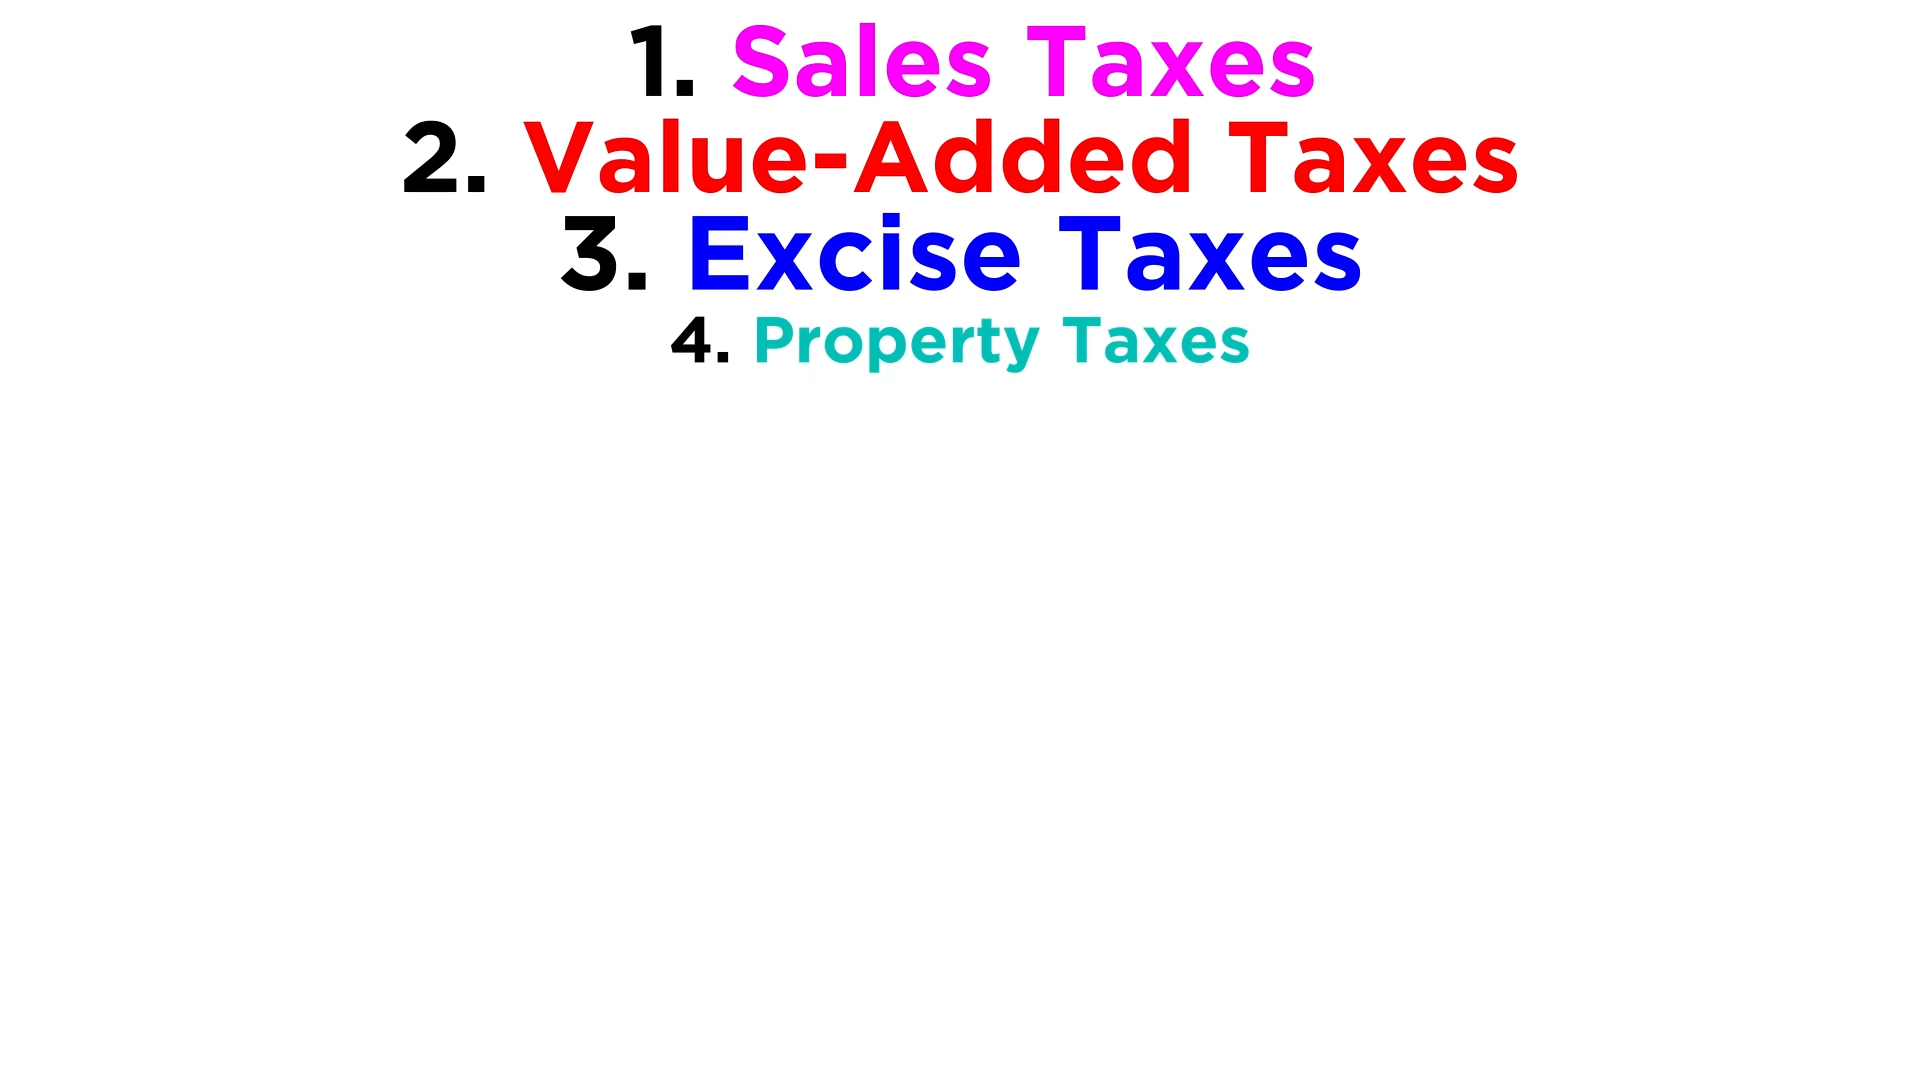 1. Sales Taxes
2. Value-Added Taxes
3. Excise Taxes
4. Property Taxes